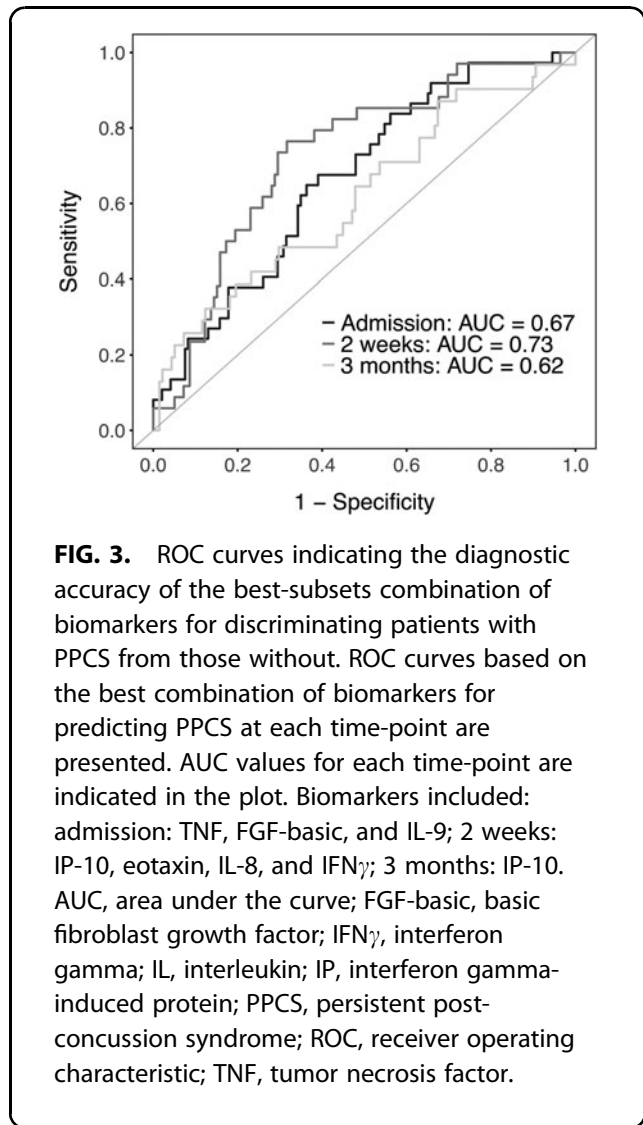 1.0
0.8
0.6
0.4
0.2
0.0
Sensitivity
Admission: AUC = 0.67
2 weeks: AUC = 0.73
3 months: AUC = 0.62
0.0 0.2 0.4 0.6 0.8 1.0
1 − Specificity
FIG. 3. ROC curves indicating the diagnostic
accuracy of the best-subsets combination of
biomarkers for discriminating patients with
PPCS from those without. ROC curves based on
the best combination of biomarkers for
predicting PPCS at each time-point are
presented. AUC values for each time-point are
indicated in the plot. Biomarkers included:
admission: TNF, FGF-basic, and IL-9; 2 weeks:
IP-10, eotaxin, IL-8, and IFNγ; 3 months: IP-10.
AUC, area under the curve; FGF-basic, basic
fibroblast growth factor; IFNγ, interferon
gamma; IL, interleukin; IP, interferon gamma-
induced protein; PPCS, persistent post-
concussion syndrome; ROC, receiver operating
characteristic; TNF, tumor necrosis factor.